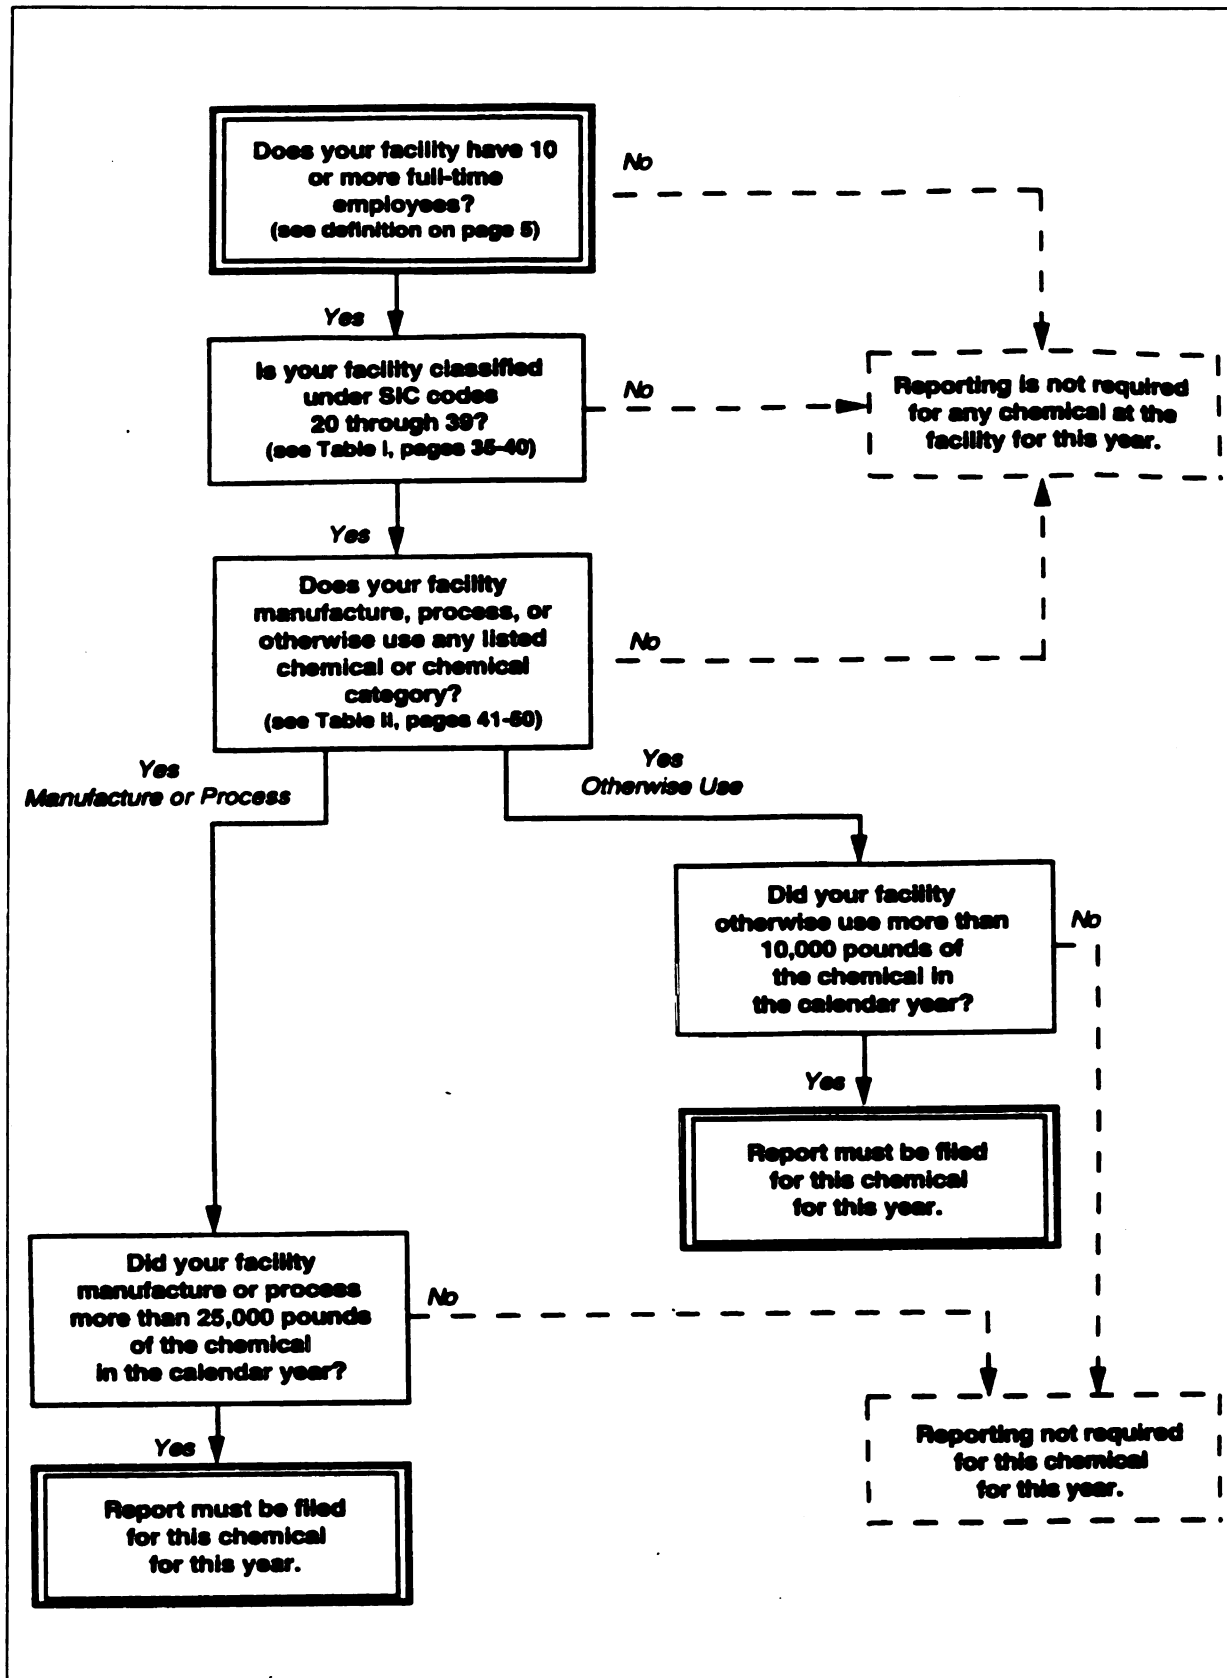 Does your facility have 10
or more full-time
employees?
(see definition on page 5)
No
Yes
Is your facility classified
under SIC codes
20 through 39?
(see Table I, pages 35-40)
No
Reporting is not required
for any chemical at the
facility for this year.
Yes
Does your facility
manufacture, process, or
otherwise use any listed
chemical or chemical
category?
(see Table II, pages 41-50)
No
Yes
Manufacture or Process
Yes
Otherwise Use
Did your facility
otherwise use more than
10,000 pounds of
the chemical in
the calendar year?
No
Yes
Report must be filed
for this chemical
for this year.
Did your facility
manufacture or process
more than 25,000 pounds
of the chemical
in the calendar year?
No
Yes
Report must be filed
for this chemical
for this year.
Reporting not required
for this chemical
for this year.